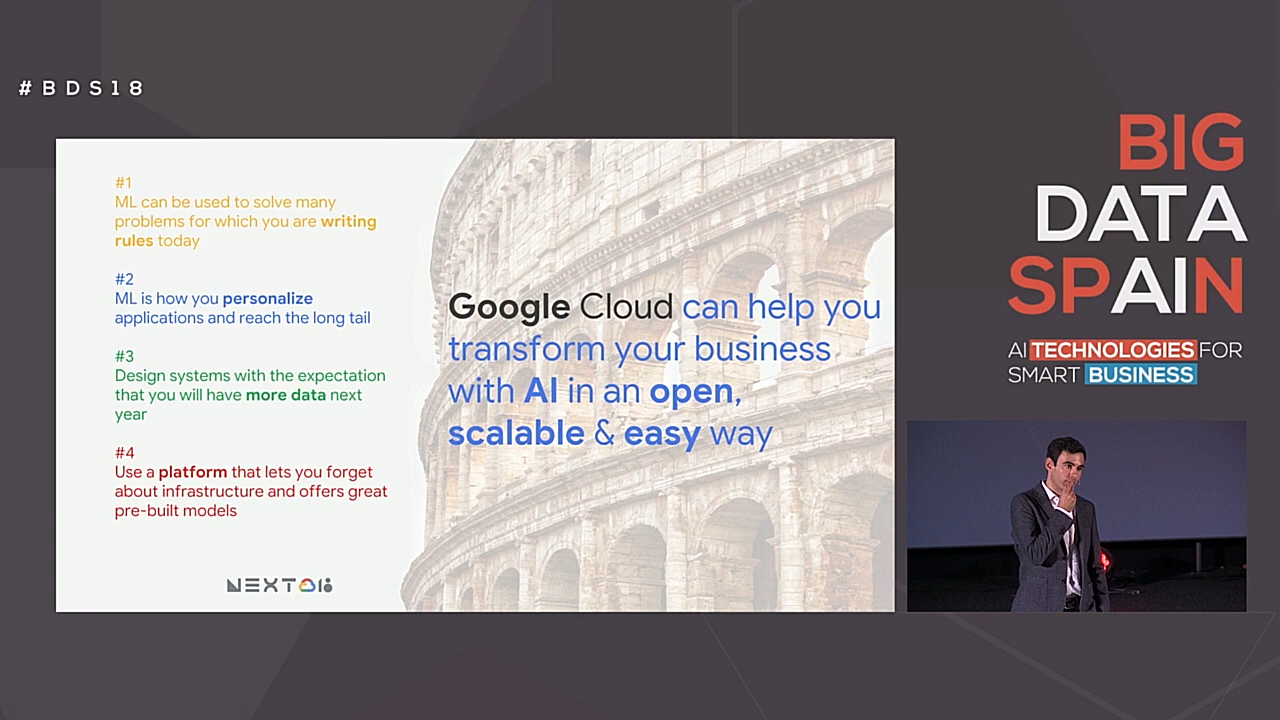 #BDS18
#1
ML can be used to solve many
problems for which you are writing
rules today
#2
ML is how you personalize
applications and reach the long tail
#3
Design systems with the expectation
that you will have more data next
year
#4
Use a platform that lets you forget
about infrastructure and offers great
pre-built models
NEXT 18
Google Cloud can help you
transform your business
with AI in an open,
scalable & easy way
BIG
DATA
SPAIN
AI TECHNOLOGIES FOR
SMART BUSINESS